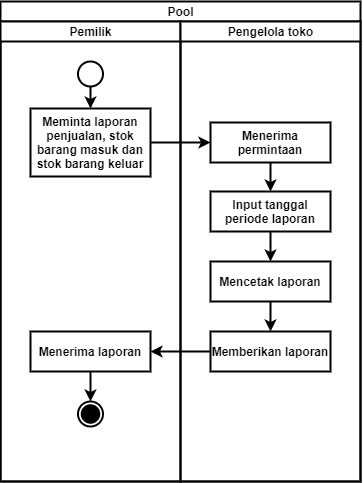 Pool
Pemilik
Pengelola toko
Meminta laporan
penjualan, stok
barang masuk dan
stok barang keluar
Menerima
permintaan
Input tanggal
periode laporan
Mencetak laporan
Menerima laporan
Memberikan laporan